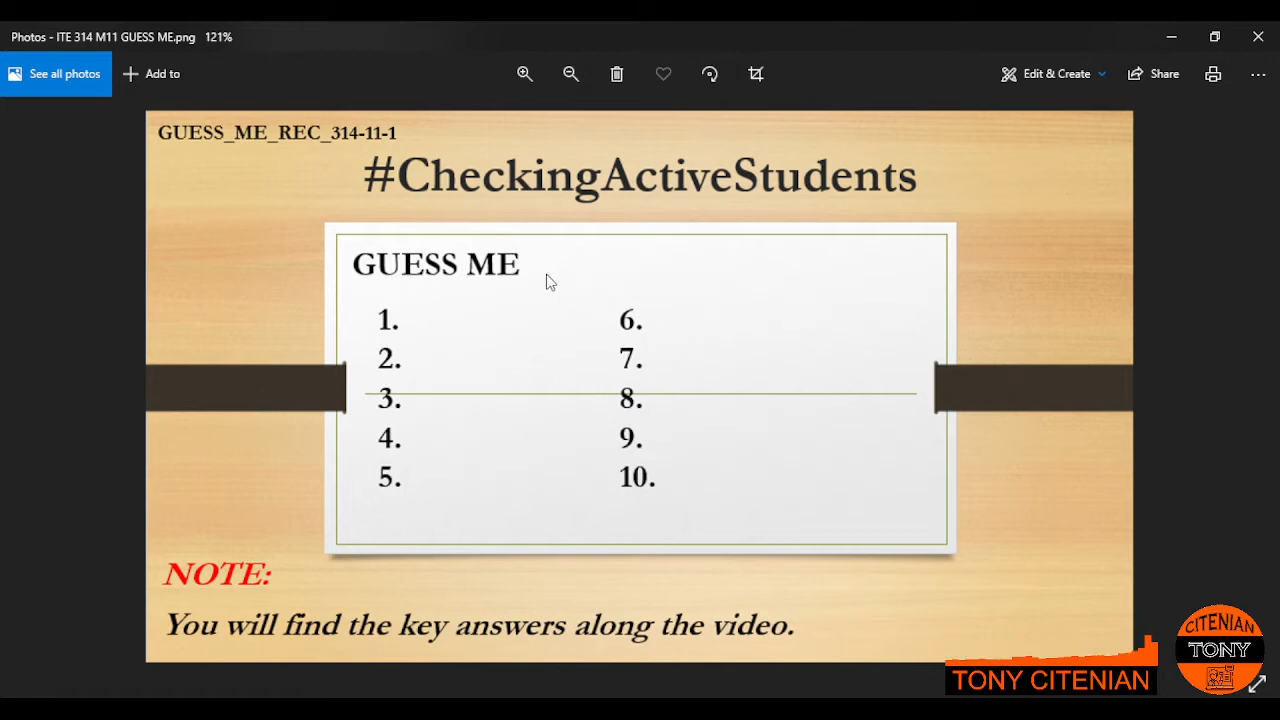 Photos - ITE 314 M11 GUESS ME.png 121%
See all photos
Add to
Edit & Create
Share
GUESS_ME_REC_314-11-1
#CheckingActiveStudents
GUESS ME
1. 6.
2. 7.
3. 8.
4. 9.
5. 10.
NOTE:
You will find the key answers along the video.
TONY CITENIAN
CITENIAN
TONY